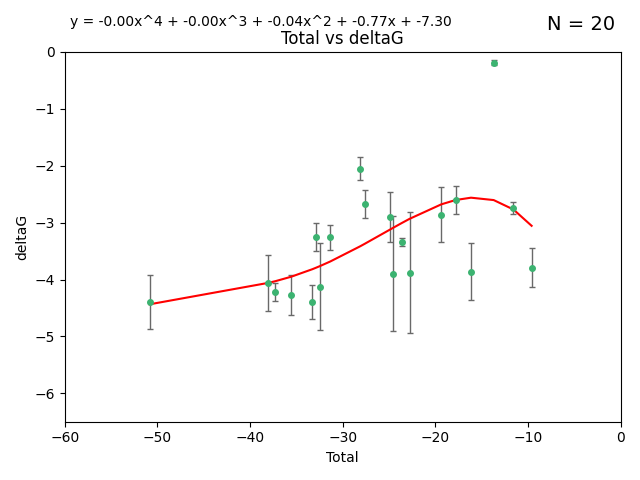 y = -0.00x^4 + -0.00x^3 + -0.04x^2 + -0.77x + -7.30
N = 20
Total vs deltaG
0
−1
−2
−3
−4
−5
−6
deltaG
−60 −50 −40 −30 −20 −10 0
Total